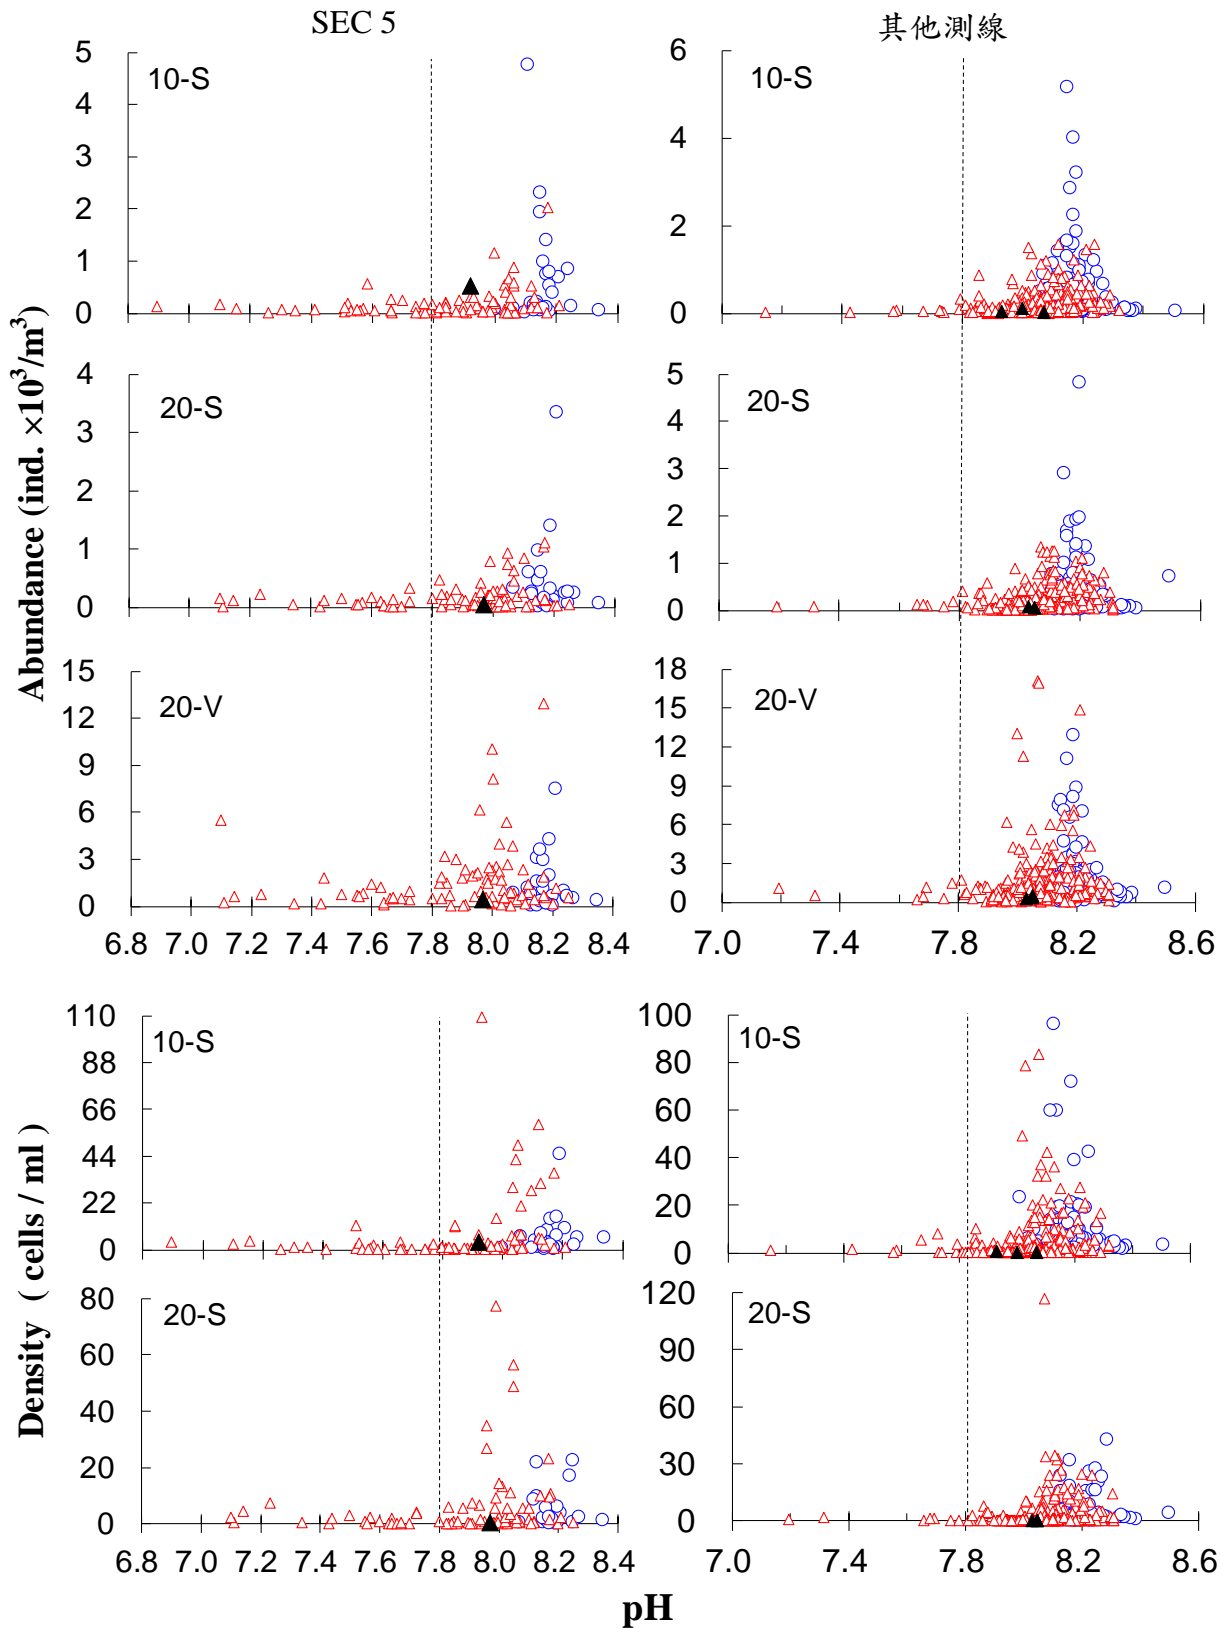 SEC 5
其他測線
Abundance (ind. ×10³/m³)
5
4
3
2
1
0
10-S
6
4
2
0
10-S
4
3
2
1
0
20-S
5
4
3
2
1
0
20-S
15
12
9
6
3
0
20-V
6.8 7.0 7.2 7.4 7.6 7.8 8.0 8.2 8.4
18
15
12
9
6
3
0
20-V
7.0 7.4 7.8 8.2 8.6
Density ( cells / ml )
110
88
66
44
22
0
10-S
100
80
60
40
20
0
10-S
80
60
40
20
0
20-S
6.8 7.0 7.2 7.4 7.6 7.8 8.0 8.2 8.4
120
90
60
30
0
20-S
7.0 7.4 7.8 8.2 8.6
pH